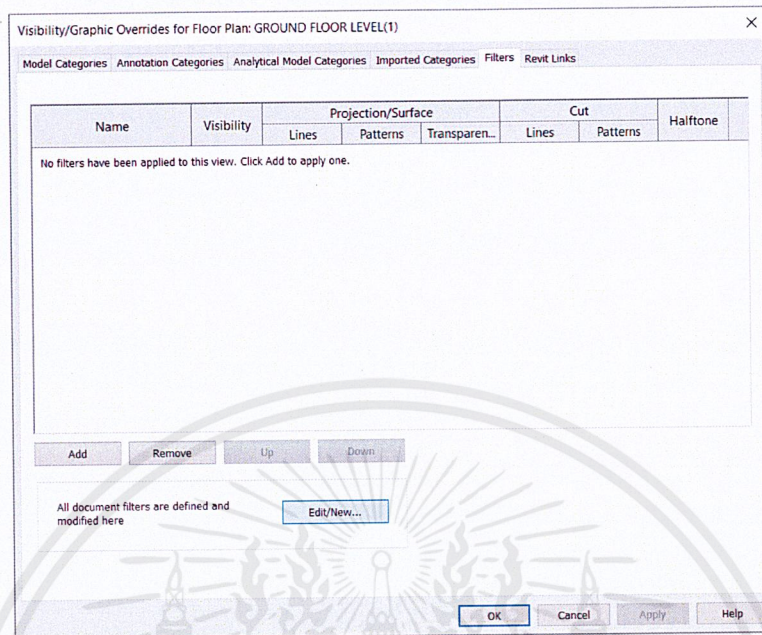 Visibility/Graphic Overrides for Floor Plan: GROUND FLOOR LEVEL(1)
Model Categories Annotation Categories Analytical Model Categories Imported Categories Filters Revit Links
Name Visibility Projection/Surface Cut Halftone
Lines Patterns Transparen... Lines Patterns
No filters have been applied to this view. Click Add to apply one.
Add Remove Up Down
All document filters are defined and
modified here
Edit/New...
OK Cancel Apply Help